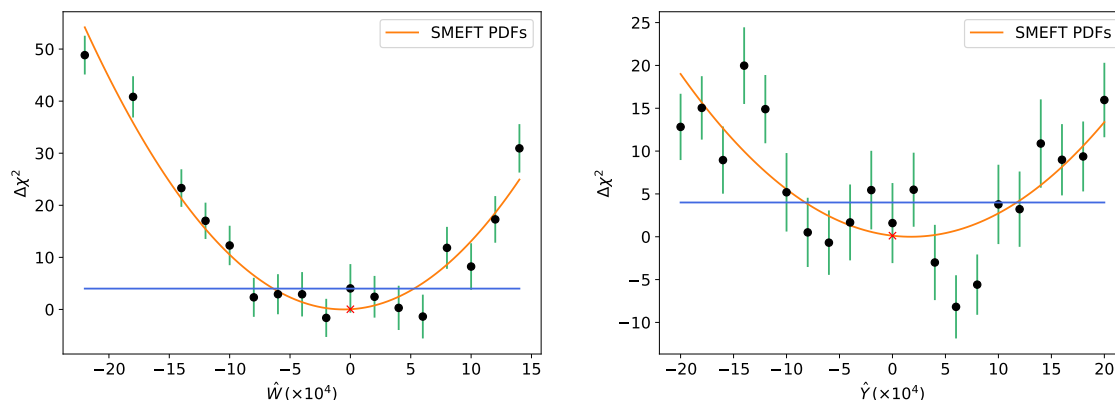 SMEFT PDFs
50
40
30
20
10
0
Δχ²
−20 −15 −10 −5 0 5 10 15
Ŵ(×10⁴)
SMEFT PDFs
25
20
15
10
5
0
−5
−10
Δχ²
−20 −15 −10 −5 0 5 10 15 20
Ŷ(×10⁴)